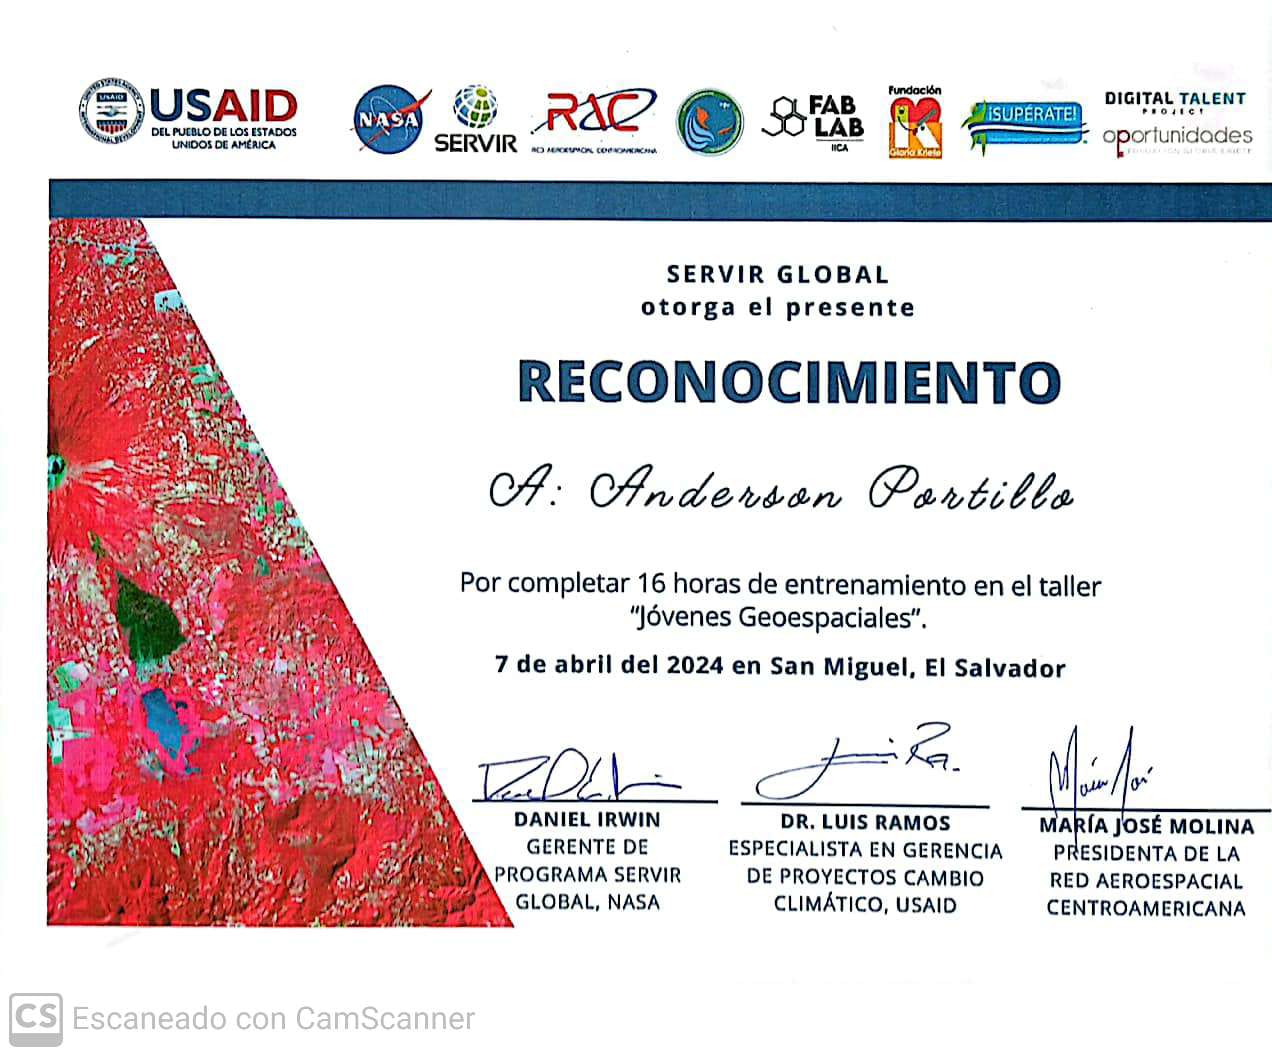 USAID
DEL PUEBLO DE LOS ESTADOS
UNIDOS DE AMÉRICA
NASA
SERVIR
RAC
RED AEROESPACIAL CENTROAMERICANA
FAB
LAB
IICA
Fundación
Gloria Kriete
¡SUPÉRATE!
DIGITAL TALENT
PROJECT
oportunidades
SERVIR GLOBAL
otorga el presente
RECONOCIMIENTO
A: Anderson Portillo
Por completar 16 horas de entrenamiento en el taller
“Jóvenes Geoespaciales”.
7 de abril del 2024 en San Miguel, El Salvador
DANIEL IRWIN
GERENTE DE
PROGRAMA SERVIR
GLOBAL, NASA
DR. LUIS RAMOS
ESPECIALISTA EN GERENCIA
DE PROYECTOS CAMBIO
CLIMÁTICO, USAID
MARÍA JOSÉ MOLINA
PRESIDENTA DE LA
RED AEROESPACIAL
CENTROAMERICANA
CS Escaneado con CamScanner